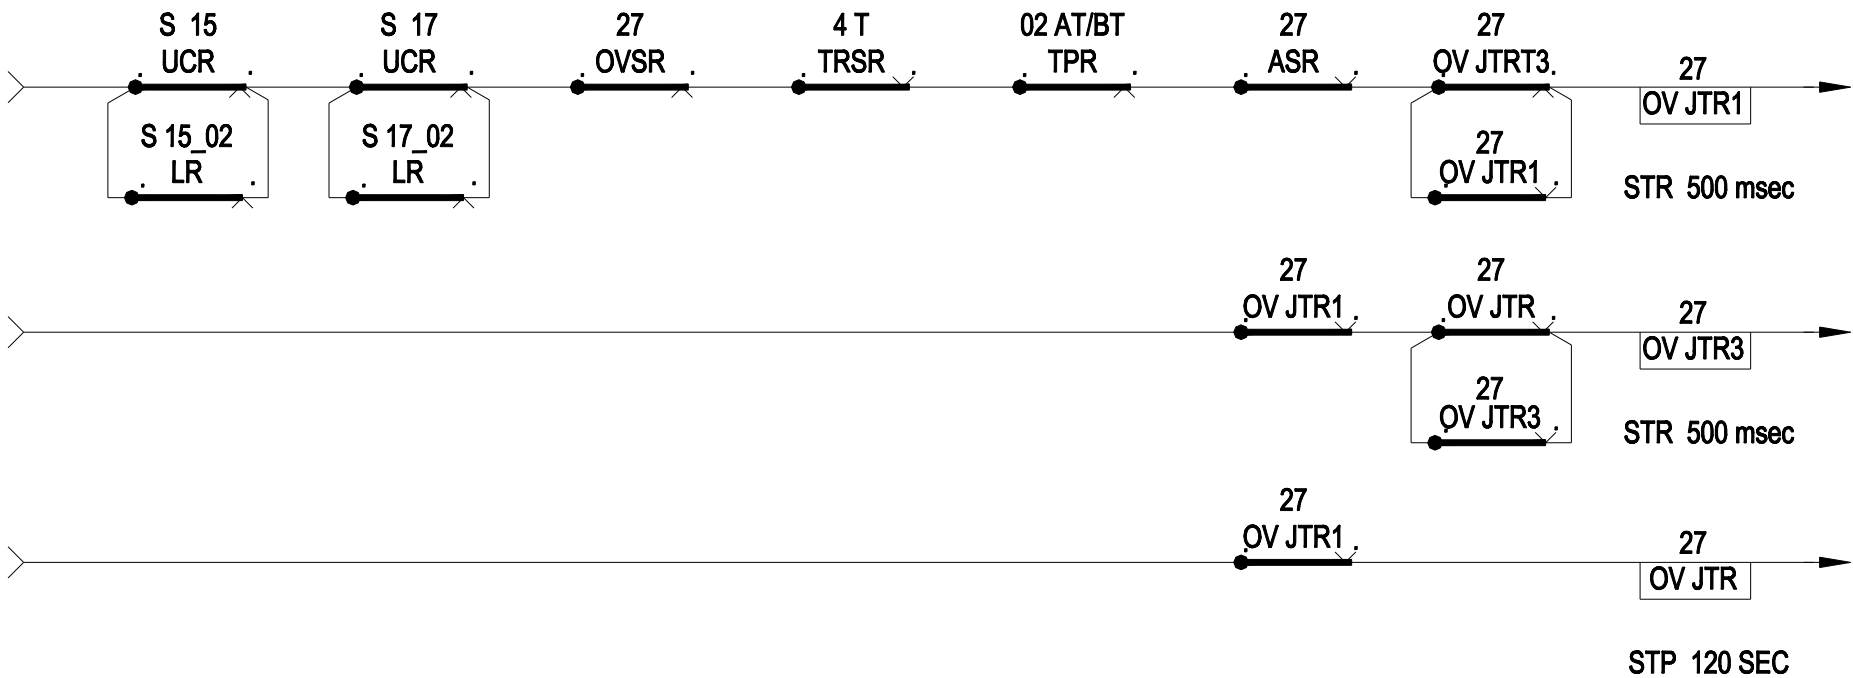 S 15
UCR
S 17
UCR
27
OVSR
4 T
TRSR
02 AT/BT
TPR
27
ASR
27
OV JTRT3
27
OV JTR1
S 15_02
LR
S 17_02
LR
27
OV JTR1
STR 500 msec
27
OV JTR1
27
OV JTR
27
OV JTR3
27
OV JTR3
STR 500 msec
27
OV JTR1
27
OV JTR
STP 120 SEC